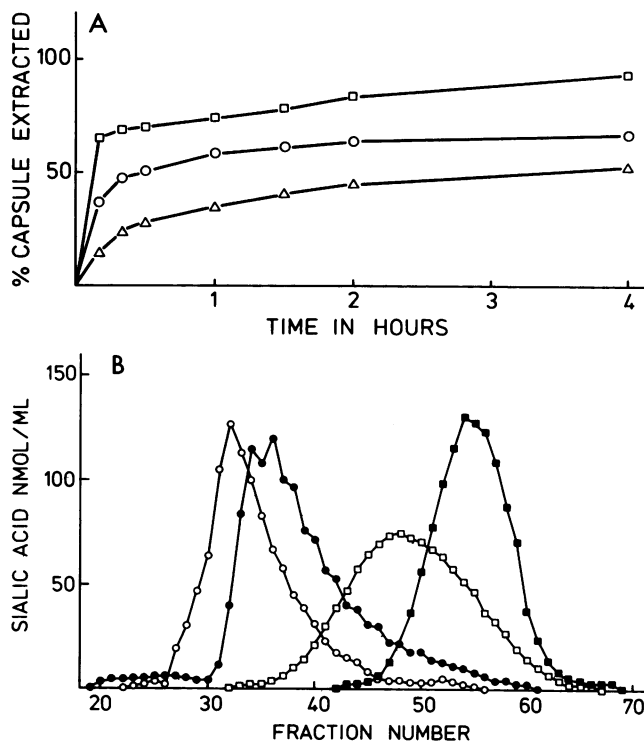 A
% CAPSULE EXTRACTED
100
50
1 2 3 4
TIME IN HOURS
B
SIALIC ACID NMOL/ML
150
100
50
20 30 40 50 60 70
FRACTION NUMBER